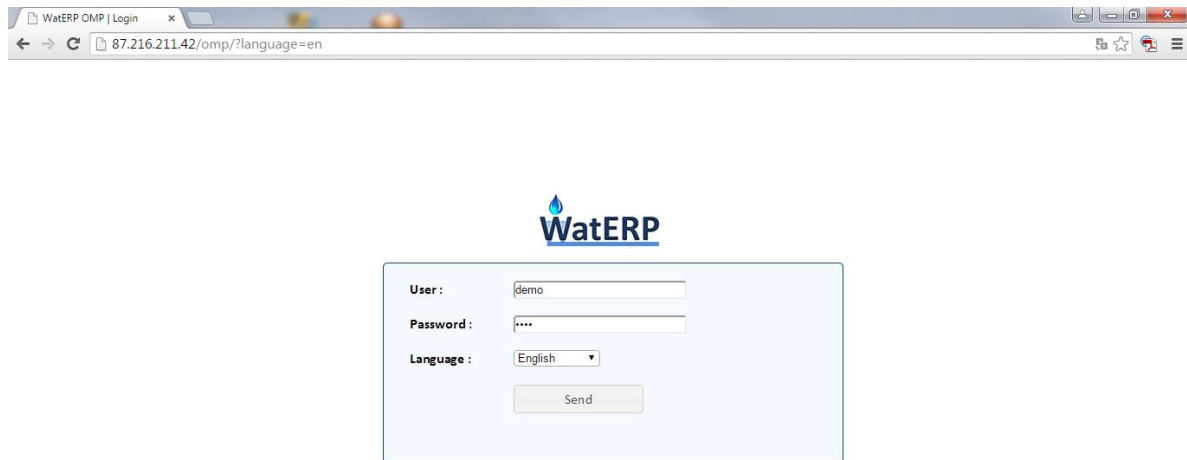 WatERP OMP | Login
87.216.211.42/omp/?language=en
WatERP
User : demo
Password : ••••
Language : English
Send